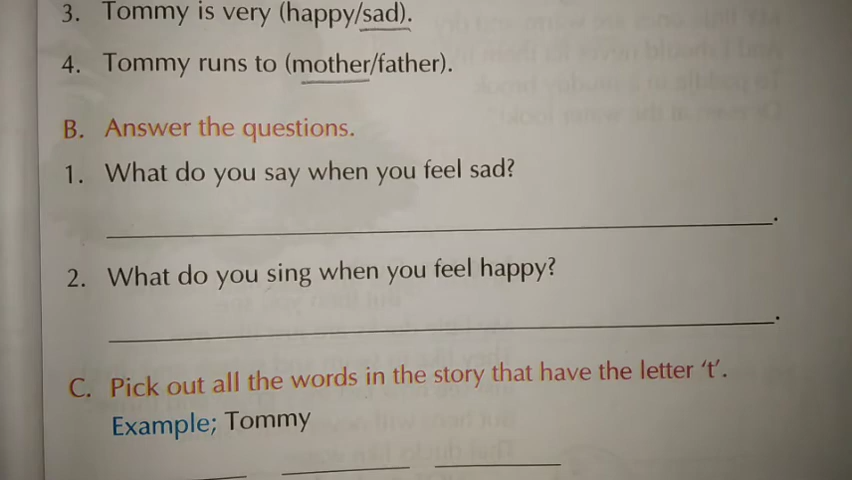 3. Tommy is very (happy/sad).
4. Tommy runs to (mother/father).
B. Answer the questions.
1. What do you say when you feel sad?
2. What do you sing when you feel happy?
C. Pick out all the words in the story that have the letter 't'.
Example; Tommy